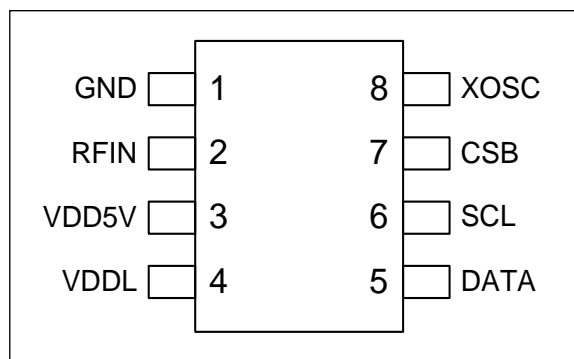 GND 1 8 XOSC
RFIN 2 7 CSB
VDD5V 3 6 SCL
VDDL 4 5 DATA